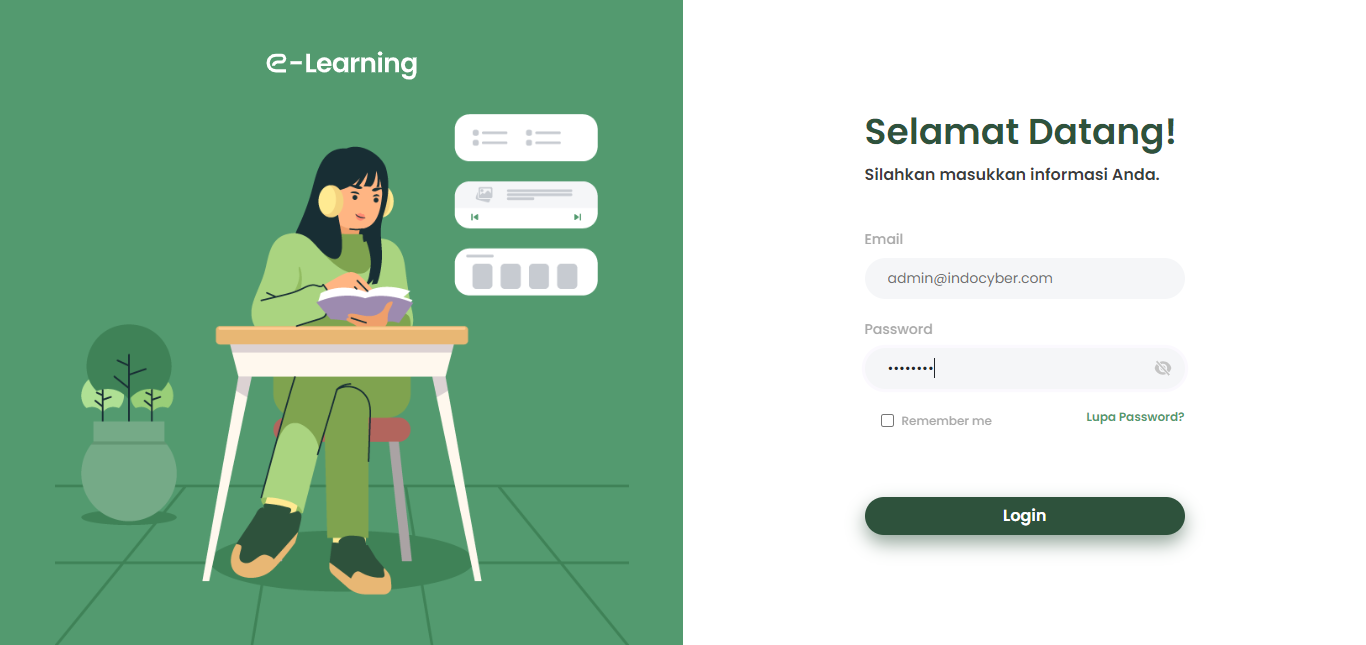 e-Learning
Selamat Datang!
Silahkan masukkan informasi Anda.
Email
admin@indocyber.com
Password
••••••••
Remember me
Lupa Password?
Login